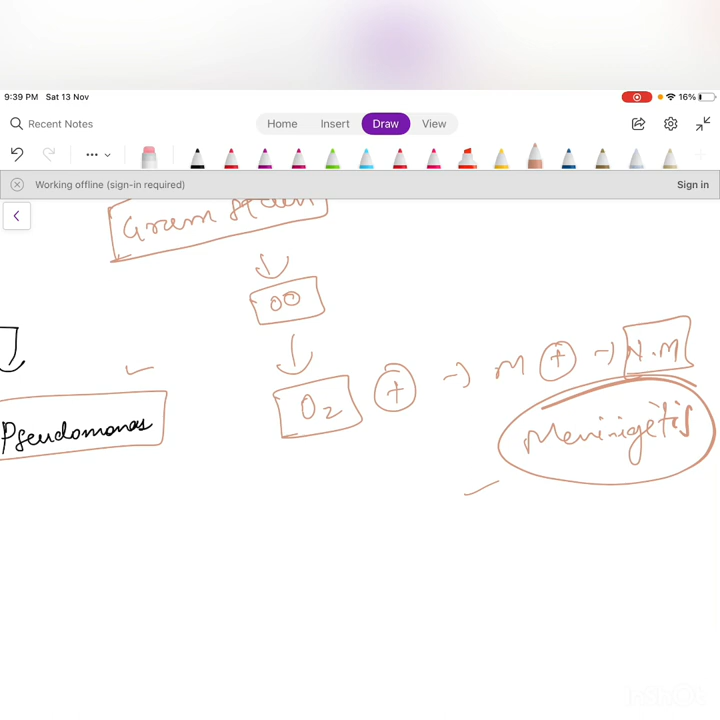 9:39 PM Sat 13 Nov
16%
Recent Notes
Home Insert Draw View
Working offline (sign-in required)
Sign in
Gram stain
OO
O2 + → M + → N.M
Meninigetis
Pseudomonas